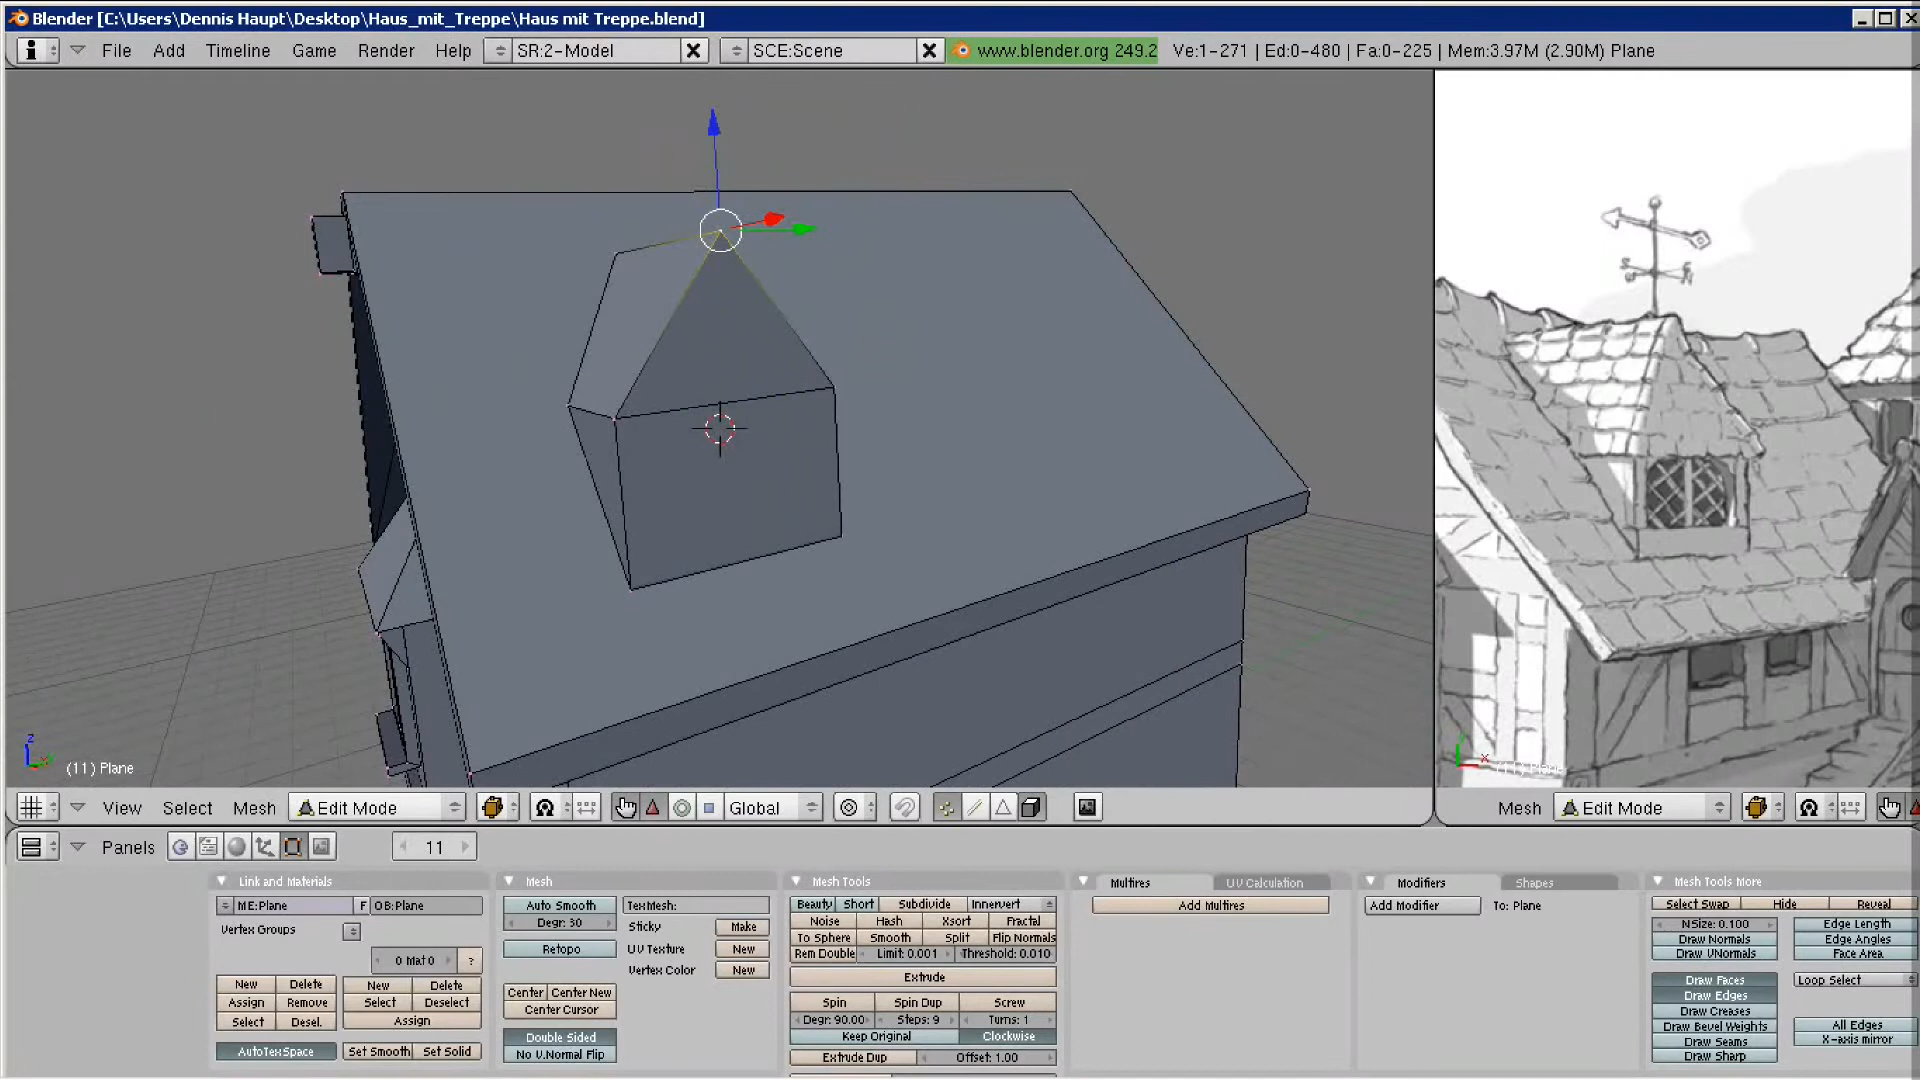 Blender [C:\Users\Dennis Haupt\Desktop\Haus_mit_Treppe\Haus mit Treppe.blend]
File Add Timeline Game Render Help SR:2-Model SCE:Scene www.blender.org 249.2 Ve:1-271 | Ed:0-480 | Fa:0-225 | Mem:3.97M (2.90M) Plane
z
(11) Plane
x
View Select Mesh Edit Mode Global
Mesh Edit Mode
Panels 11
Link and Materials
ME:Plane F OB:Plane
Vertex Groups
0 Mat 0 ?
New Delete New Delete
Assign Remove Select Deselect
Select Desel. Assign
AutoTexSpace Set Smooth Set Solid
Mesh
Auto Smooth TexMesh:
Degr: 30 Sticky Make
Retopo UV Texture New
Vertex Color New
Center Center New
Center Cursor
Double Sided
No V.Normal Flip
Mesh Tools
Beauty Short Subdivide Innervert
Noise Hash Xsort Fractal
To Sphere Smooth Split Flip Normals
Rem Double Limit: 0.001 Threshold: 0.010
Extrude
Spin Spin Dup Screw
Degr: 90.00 Steps: 9 Turns: 1
Keep Original Clockwise
Extrude Dup Offset: 1.00
Multires UV Calculation
Add Multires
Modifiers Shapes
Add Modifier To: Plane
Mesh Tools More
Select Swap Hide Reveal
NSize: 0.100 Edge Length
Draw Normals Edge Angles
Draw VNormals Face Area
Draw Faces Loop Select
Draw Edges
Draw Creases
Draw Bevel Weights All Edges
Draw Seams X-axis mirror
Draw Sharp